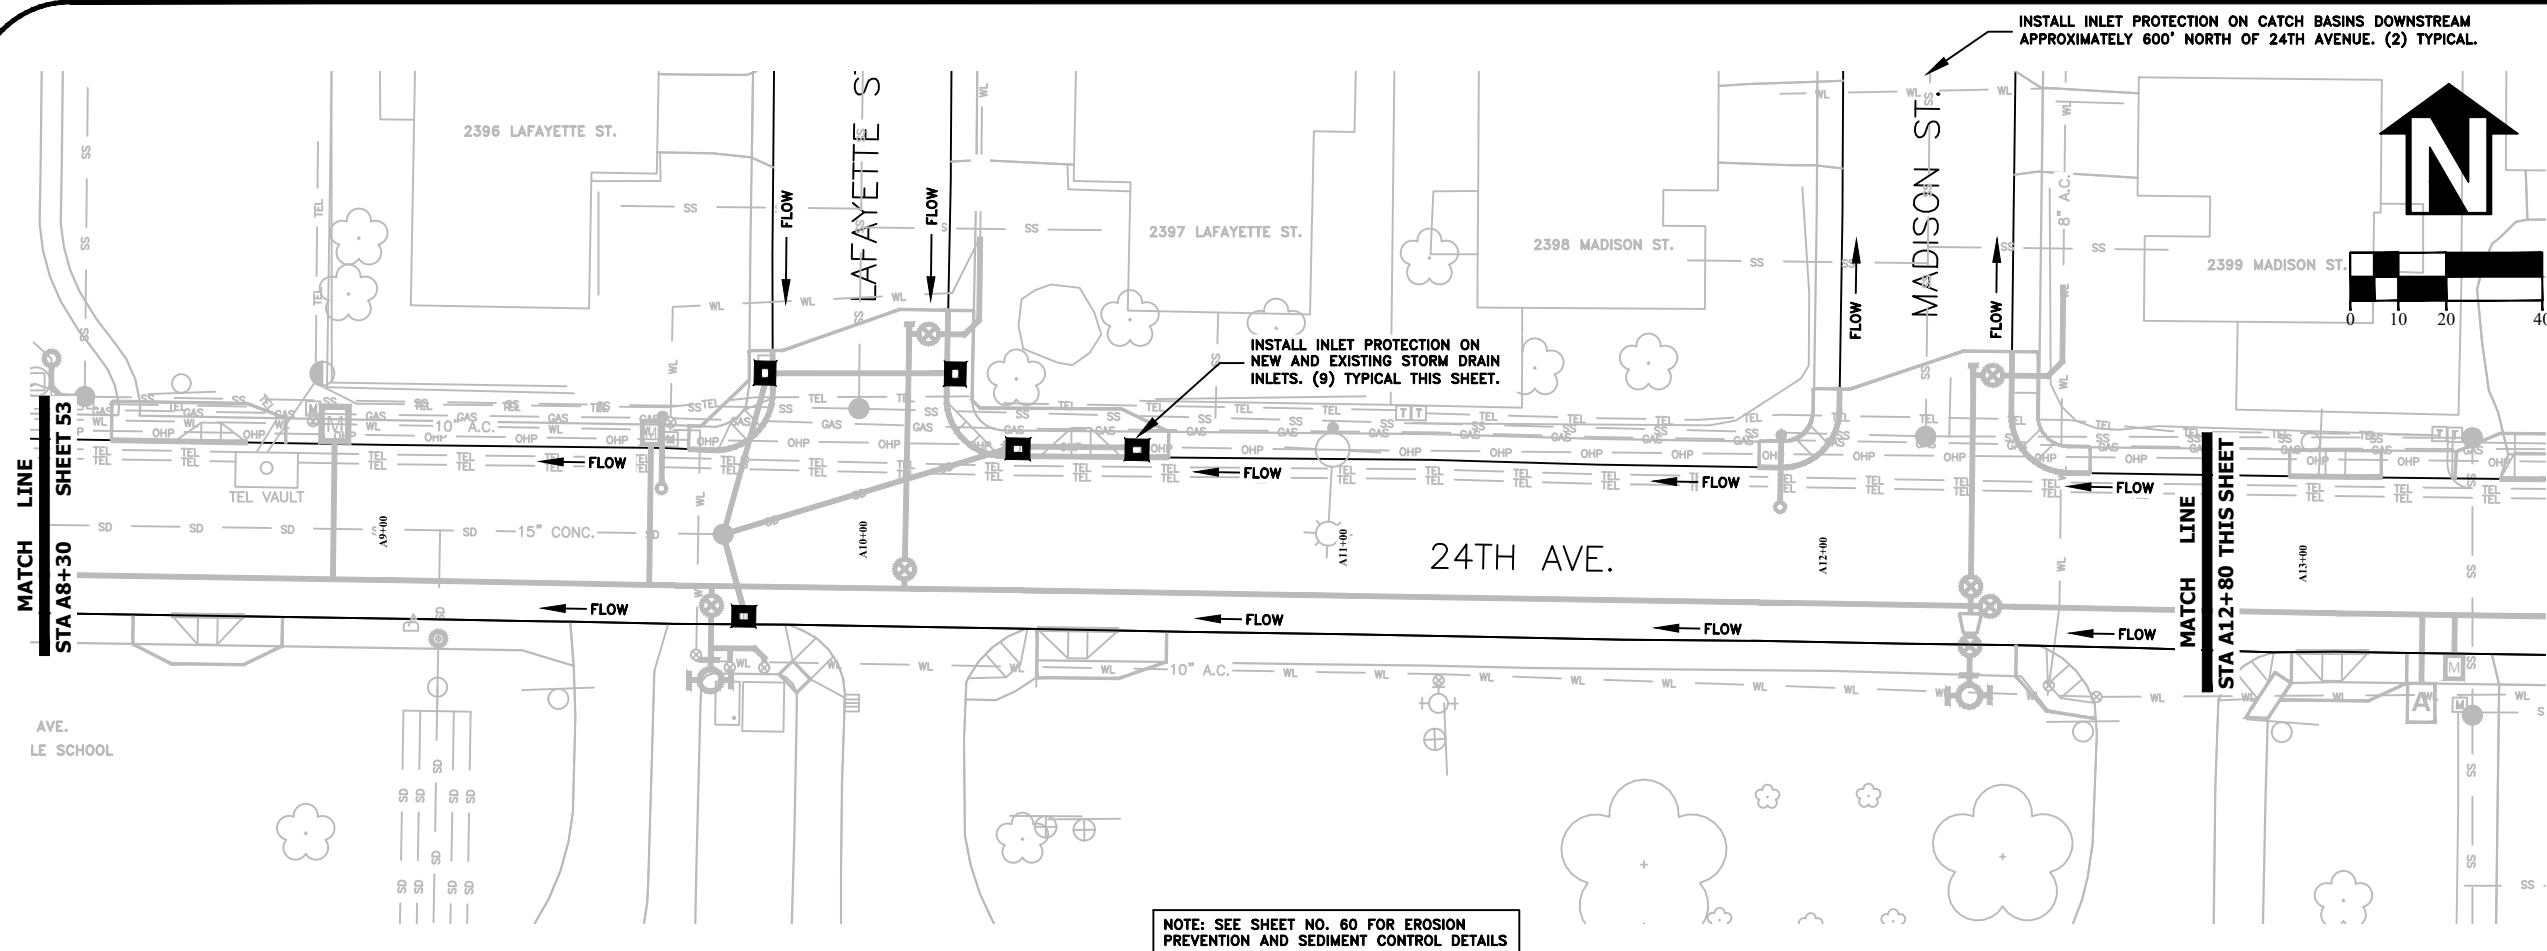 INSTALL INLET PROTECTION ON CATCH BASINS DOWNSTREAM
APPROXIMATELY 600' NORTH OF 24TH AVENUE. (2) TYPICAL.
2396 LAFAYETTE ST.
LAFAYETTE S
2397 LAFAYETTE ST.
2398 MADISON ST.
MADISON ST.
2399 MADISON ST.
8" A.C.
N
0 10 20 40
FLOW
FLOW
FLOW
FLOW
INSTALL INLET PROTECTION ON
NEW AND EXISTING STORM DRAIN
INLETS. (9) TYPICAL THIS SHEET.
MATCH LINE
STA A8+30 SHEET 53
10" A.C.
TEL VAULT
FLOW
FLOW
FLOW
FLOW
15" CONC.
A9+00
A10+00
A11+00
A12+00
A13+00
24TH AVE.
MATCH LINE
STA A12+80 THIS SHEET
FLOW
FLOW
FLOW
FLOW
10" A.C.
A
AVE.
LE SCHOOL
NOTE: SEE SHEET NO. 60 FOR EROSION
PREVENTION AND SEDIMENT CONTROL DETAILS